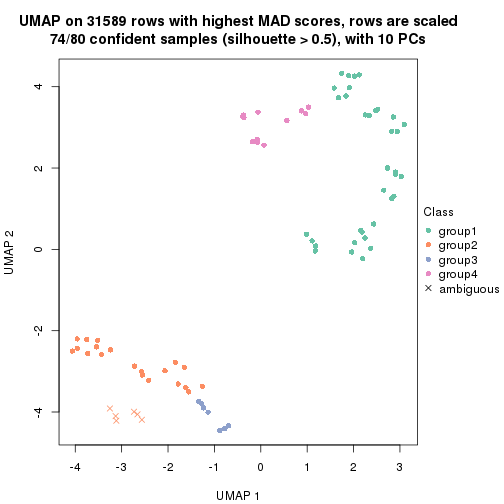 UMAP on 31589 rows with highest MAD scores, rows are scaled
74/80 confident samples (silhouette > 0.5), with 10 PCs
4
2
0
-2
-4
UMAP 2
-4 -3 -2 -1 0 1 2 3
UMAP 1
Class
group1
group2
group3
group4
ambiguous